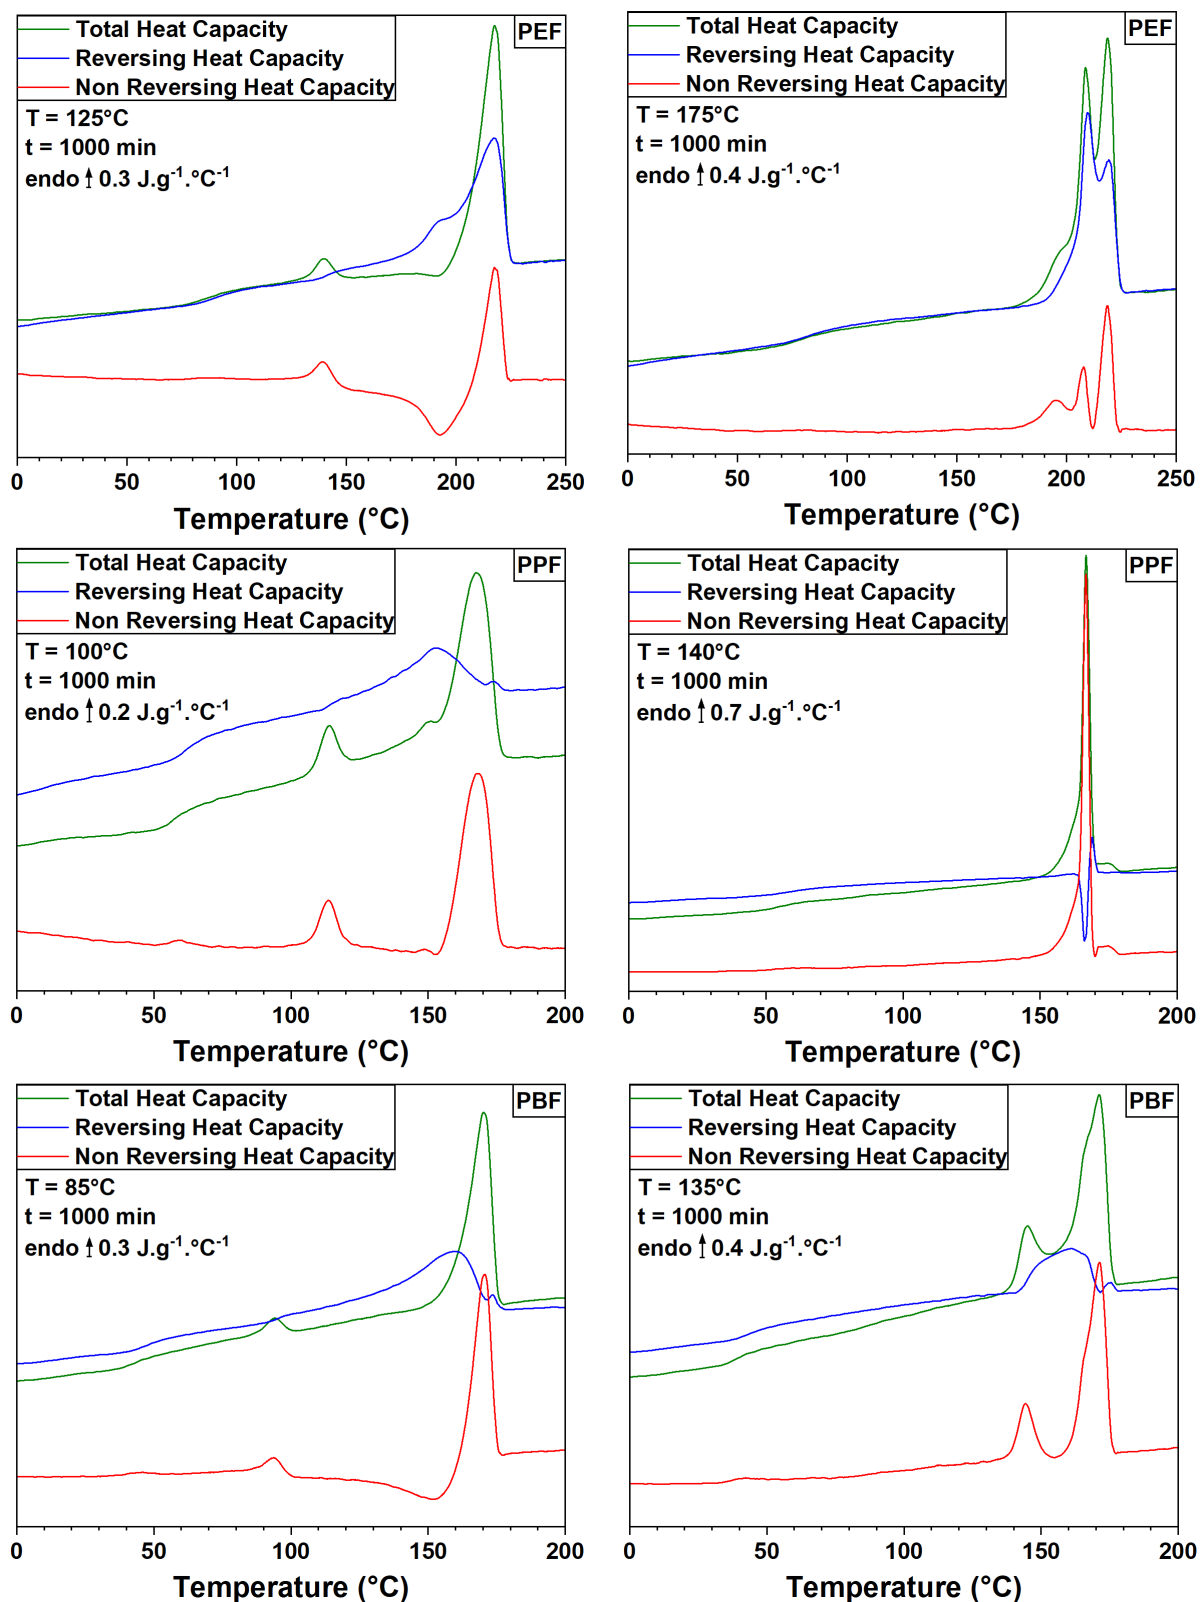 Total Heat Capacity
Reversing Heat Capacity
Non Reversing Heat Capacity
PEF
T = 125°C
t = 1000 min
endo 0.3 J.g⁻¹.°C⁻¹
0 50 100 150 200 250
Temperature (°C)
Total Heat Capacity
Reversing Heat Capacity
Non Reversing Heat Capacity
PEF
T = 175°C
t = 1000 min
endo 0.4 J.g⁻¹.°C⁻¹
0 50 100 150 200 250
Temperature (°C)
Total Heat Capacity
Reversing Heat Capacity
Non Reversing Heat Capacity
PPF
T = 100°C
t = 1000 min
endo 0.2 J.g⁻¹.°C⁻¹
0 50 100 150 200
Temperature (°C)
Total Heat Capacity
Reversing Heat Capacity
Non Reversing Heat Capacity
PPF
T = 140°C
t = 1000 min
endo 0.7 J.g⁻¹.°C⁻¹
0 50 100 150 200
Temperature (°C)
Total Heat Capacity
Reversing Heat Capacity
Non Reversing Heat Capacity
PBF
T = 85°C
t = 1000 min
endo 0.3 J.g⁻¹.°C⁻¹
0 50 100 150 200
Temperature (°C)
Total Heat Capacity
Reversing Heat Capacity
Non Reversing Heat Capacity
PBF
T = 135°C
t = 1000 min
endo 0.4 J.g⁻¹.°C⁻¹
0 50 100 150 200
Temperature (°C)